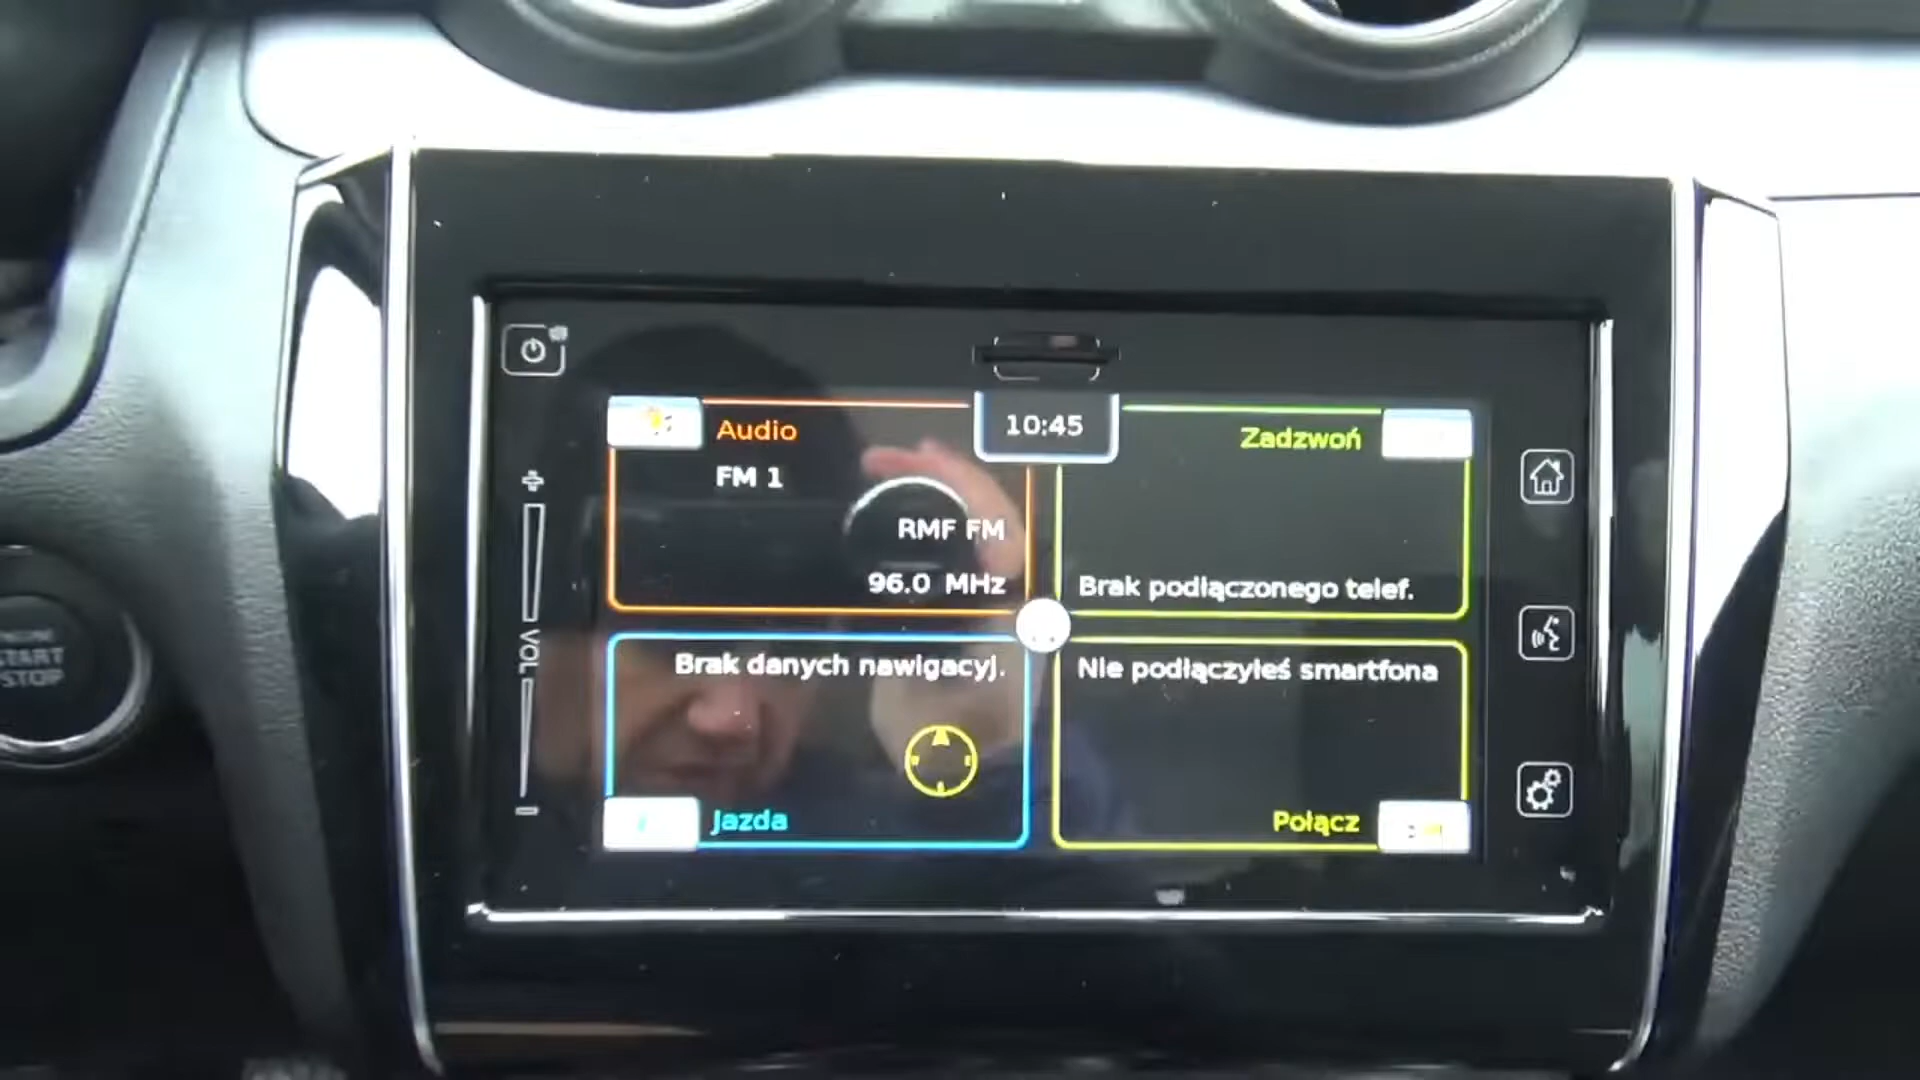 Audio
10:45
Zadzwoń
FM 1
RMF FM
96.0 MHz
Brak podłączonego telef.
VOL
START
STOP
Brak danych nawigacyj.
Nie podłączyłeś smartfona
Jazda
Połącz